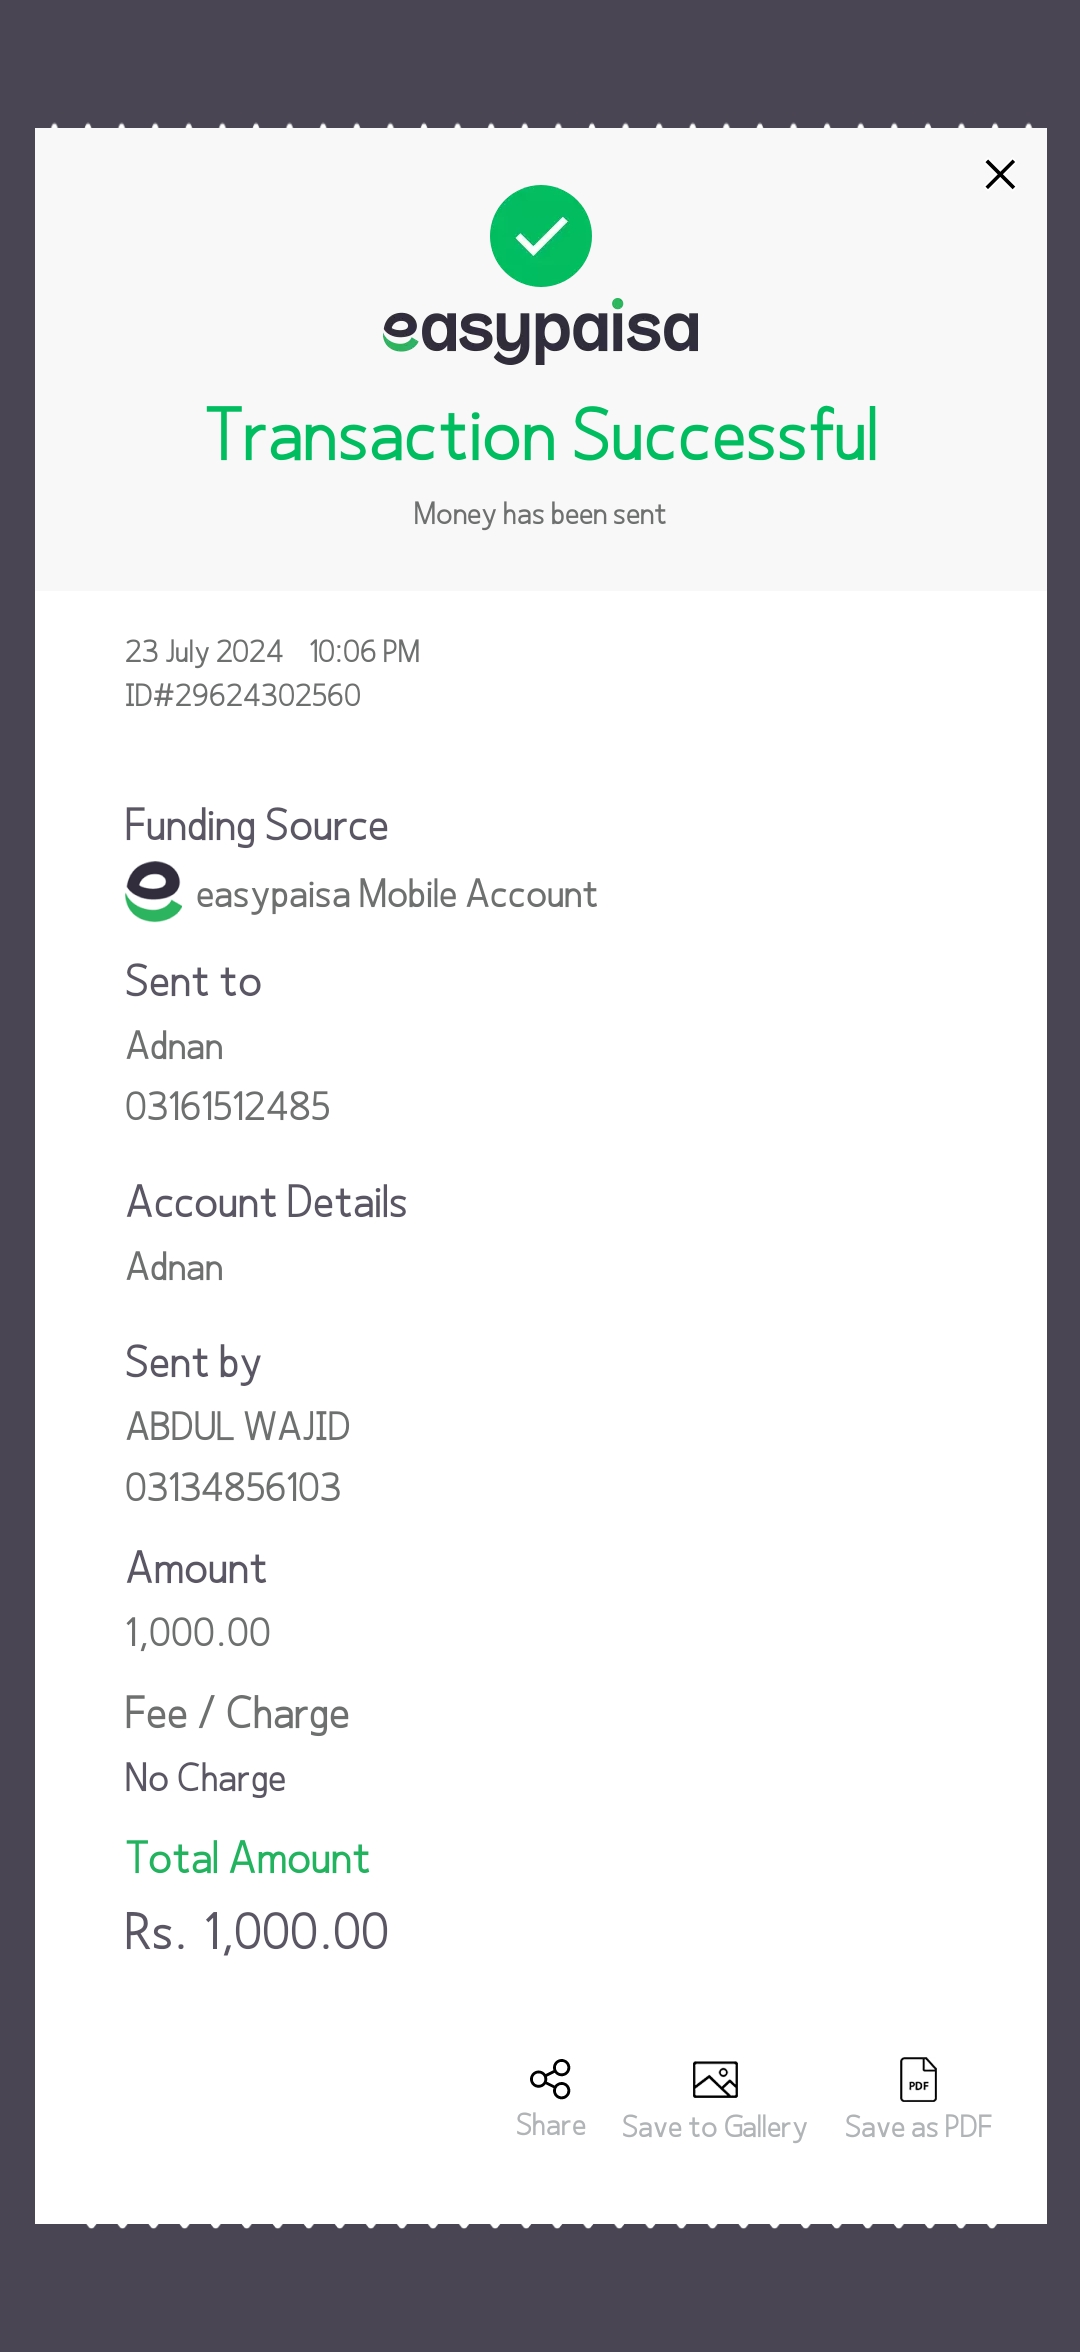 easypaisa
Transaction Successful
Money has been sent
23 July 2024 10:06 PM
ID#29624302560
Funding Source
easypaisa Mobile Account
Sent to
Adnan
03161512485
Account Details
Adnan
Sent by
ABDUL WAJID
03134856103
Amount
1,000.00
Fee / Charge
No Charge
Total Amount
Rs. 1,000.00
PDF
Share Save to Gallery Save as PDF